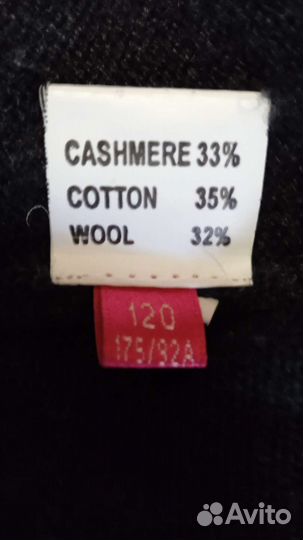 CASHMERE 33%
COTTON 35%
WOOL 32%
120
175/92A
Avito